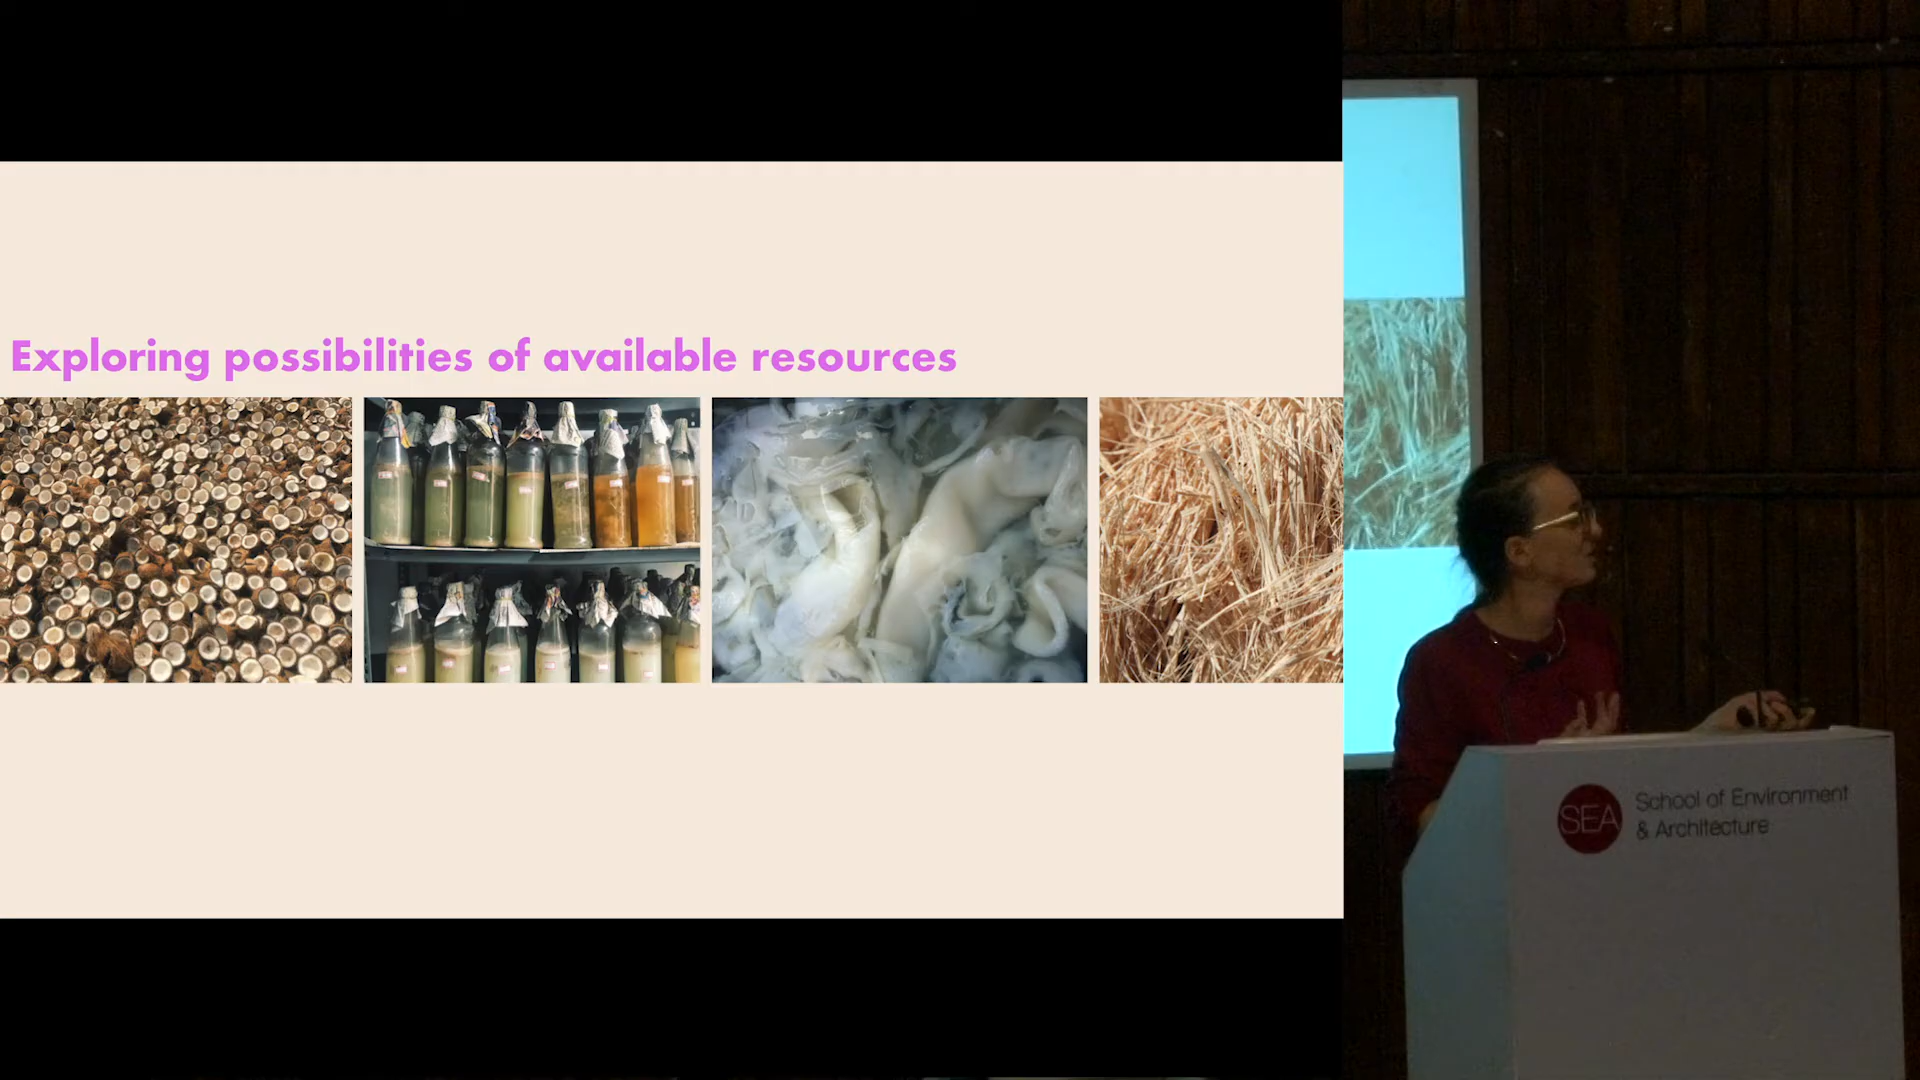 Exploring possibilities of available resources
SEA
School of Environment
& Architecture